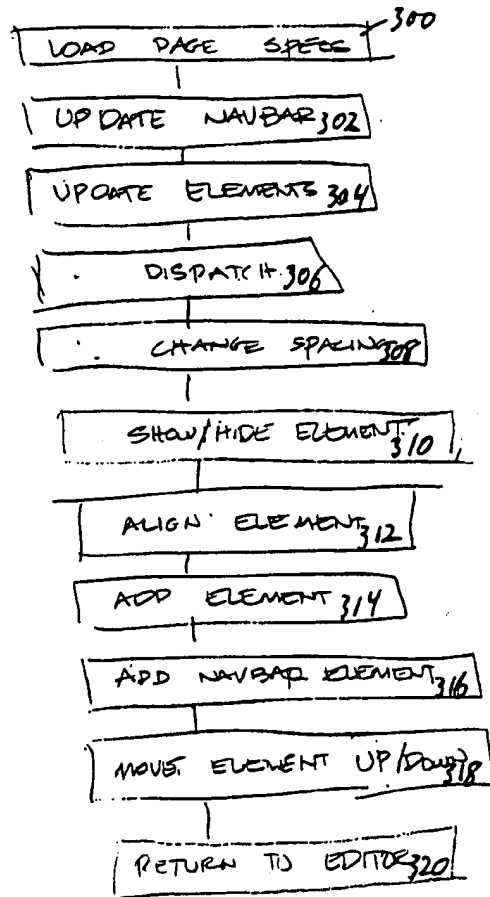 300
LOAD PAGE SPECS
UPDATE NAVBAR 302
UPDATE ELEMENTS 304
DISPATCH 306
CHANGE SPACING 308
SHOW/HIDE ELEMENT 310
ALIGN ELEMENT 312
ADD ELEMENT 314
ADD NAVBAR ELEMENT 316
MOVE ELEMENT UP/DOWN 318
RETURN TO EDITOR 320